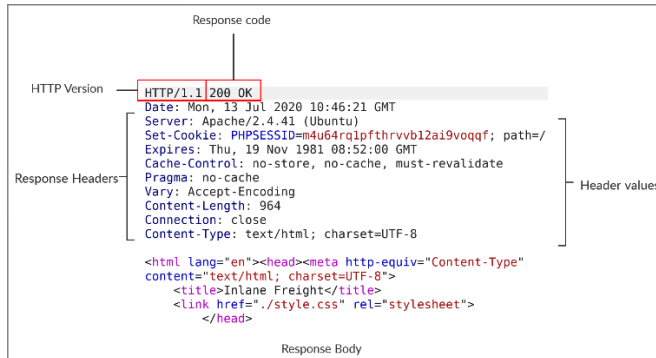 Response code
HTTP Version
HTTP/1.1 200 OK
Date: Mon, 13 Jul 2020 10:46:21 GMT
Server: Apache/2.4.41 (Ubuntu)
Set-Cookie: PHPSESSID=m4u64rq1pfthrvvb12ai9voqqf; path=/
Expires: Thu, 19 Nov 1981 08:52:00 GMT
Cache-Control: no-store, no-cache, must-revalidate
Response Headers
Pragma: no-cache
Header values
Vary: Accept-Encoding
Content-Length: 964
Connection: close
Content-Type: text/html; charset=UTF-8
<html lang="en"><head><meta http-equiv="Content-Type"
content="text/html; charset=UTF-8">
<title>Inlane Freight</title>
<link href="./style.css" rel="stylesheet">
</head>
Response Body